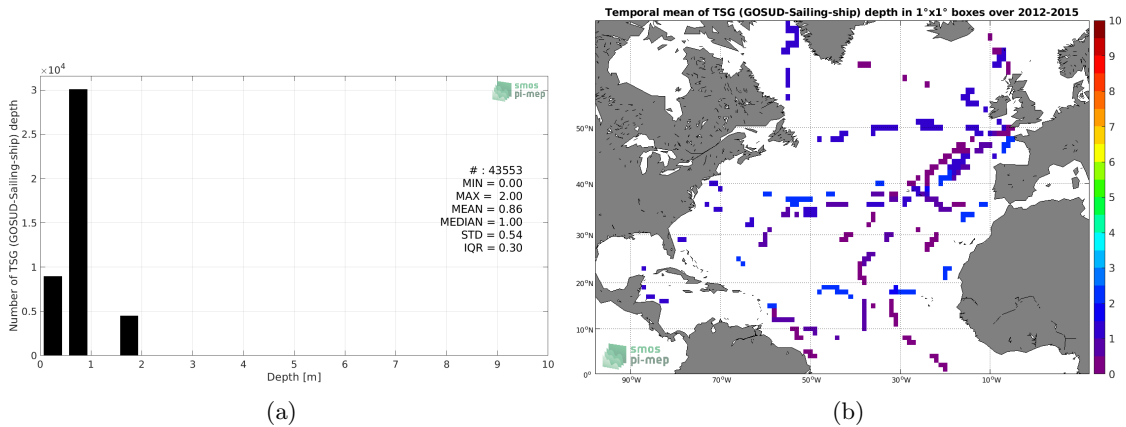 ×10⁴
3
2.5
2
1.5
1
0.5
0
0 1 2 3 4 5 6 7 8 9 10
Number of TSG (GOSUD-Sailing-ship) depth
Depth [m]
smos
pi-mep
# : 43553
MIN = 0.00
MAX = 2.00
MEAN = 0.86
MEDIAN = 1.00
STD = 0.54
IQR = 0.30
(a)
Temporal mean of TSG (GOSUD-Sailing-ship) depth in 1°x1° boxes over 2012-2015
50°N
40°N
30°N
20°N
10°N
0°
90°W 70°W 50°W 30°W 10°W
smos
pi-mep
10
9
8
7
6
5
4
3
2
1
0
(b)